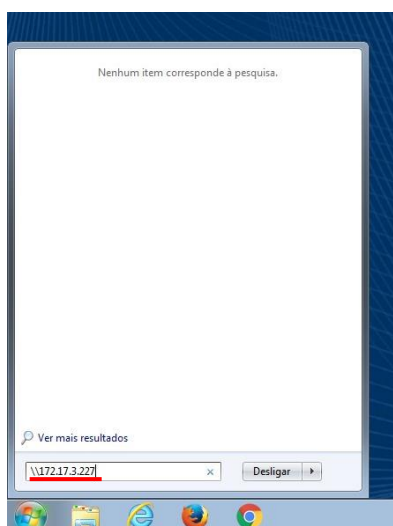 Nenhum item corresponde à pesquisa.
Ver mais resultados
\\172.17.3.227
Desligar